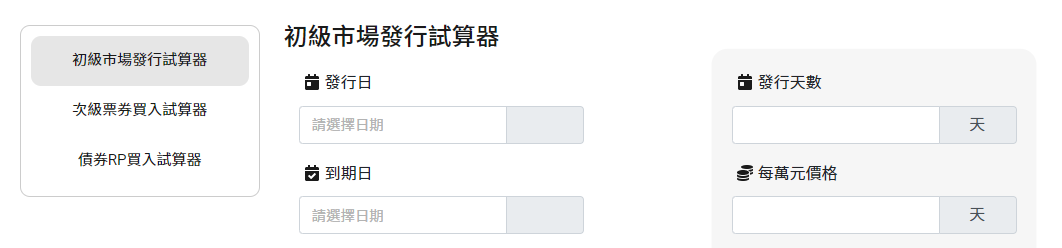 初級市場發行試算器
次級票券買入試算器
債券RP買入試算器
初級市場發行試算器
發行日
請選擇日期
到期日
請選擇日期
發行天數
天
每萬元價格
天